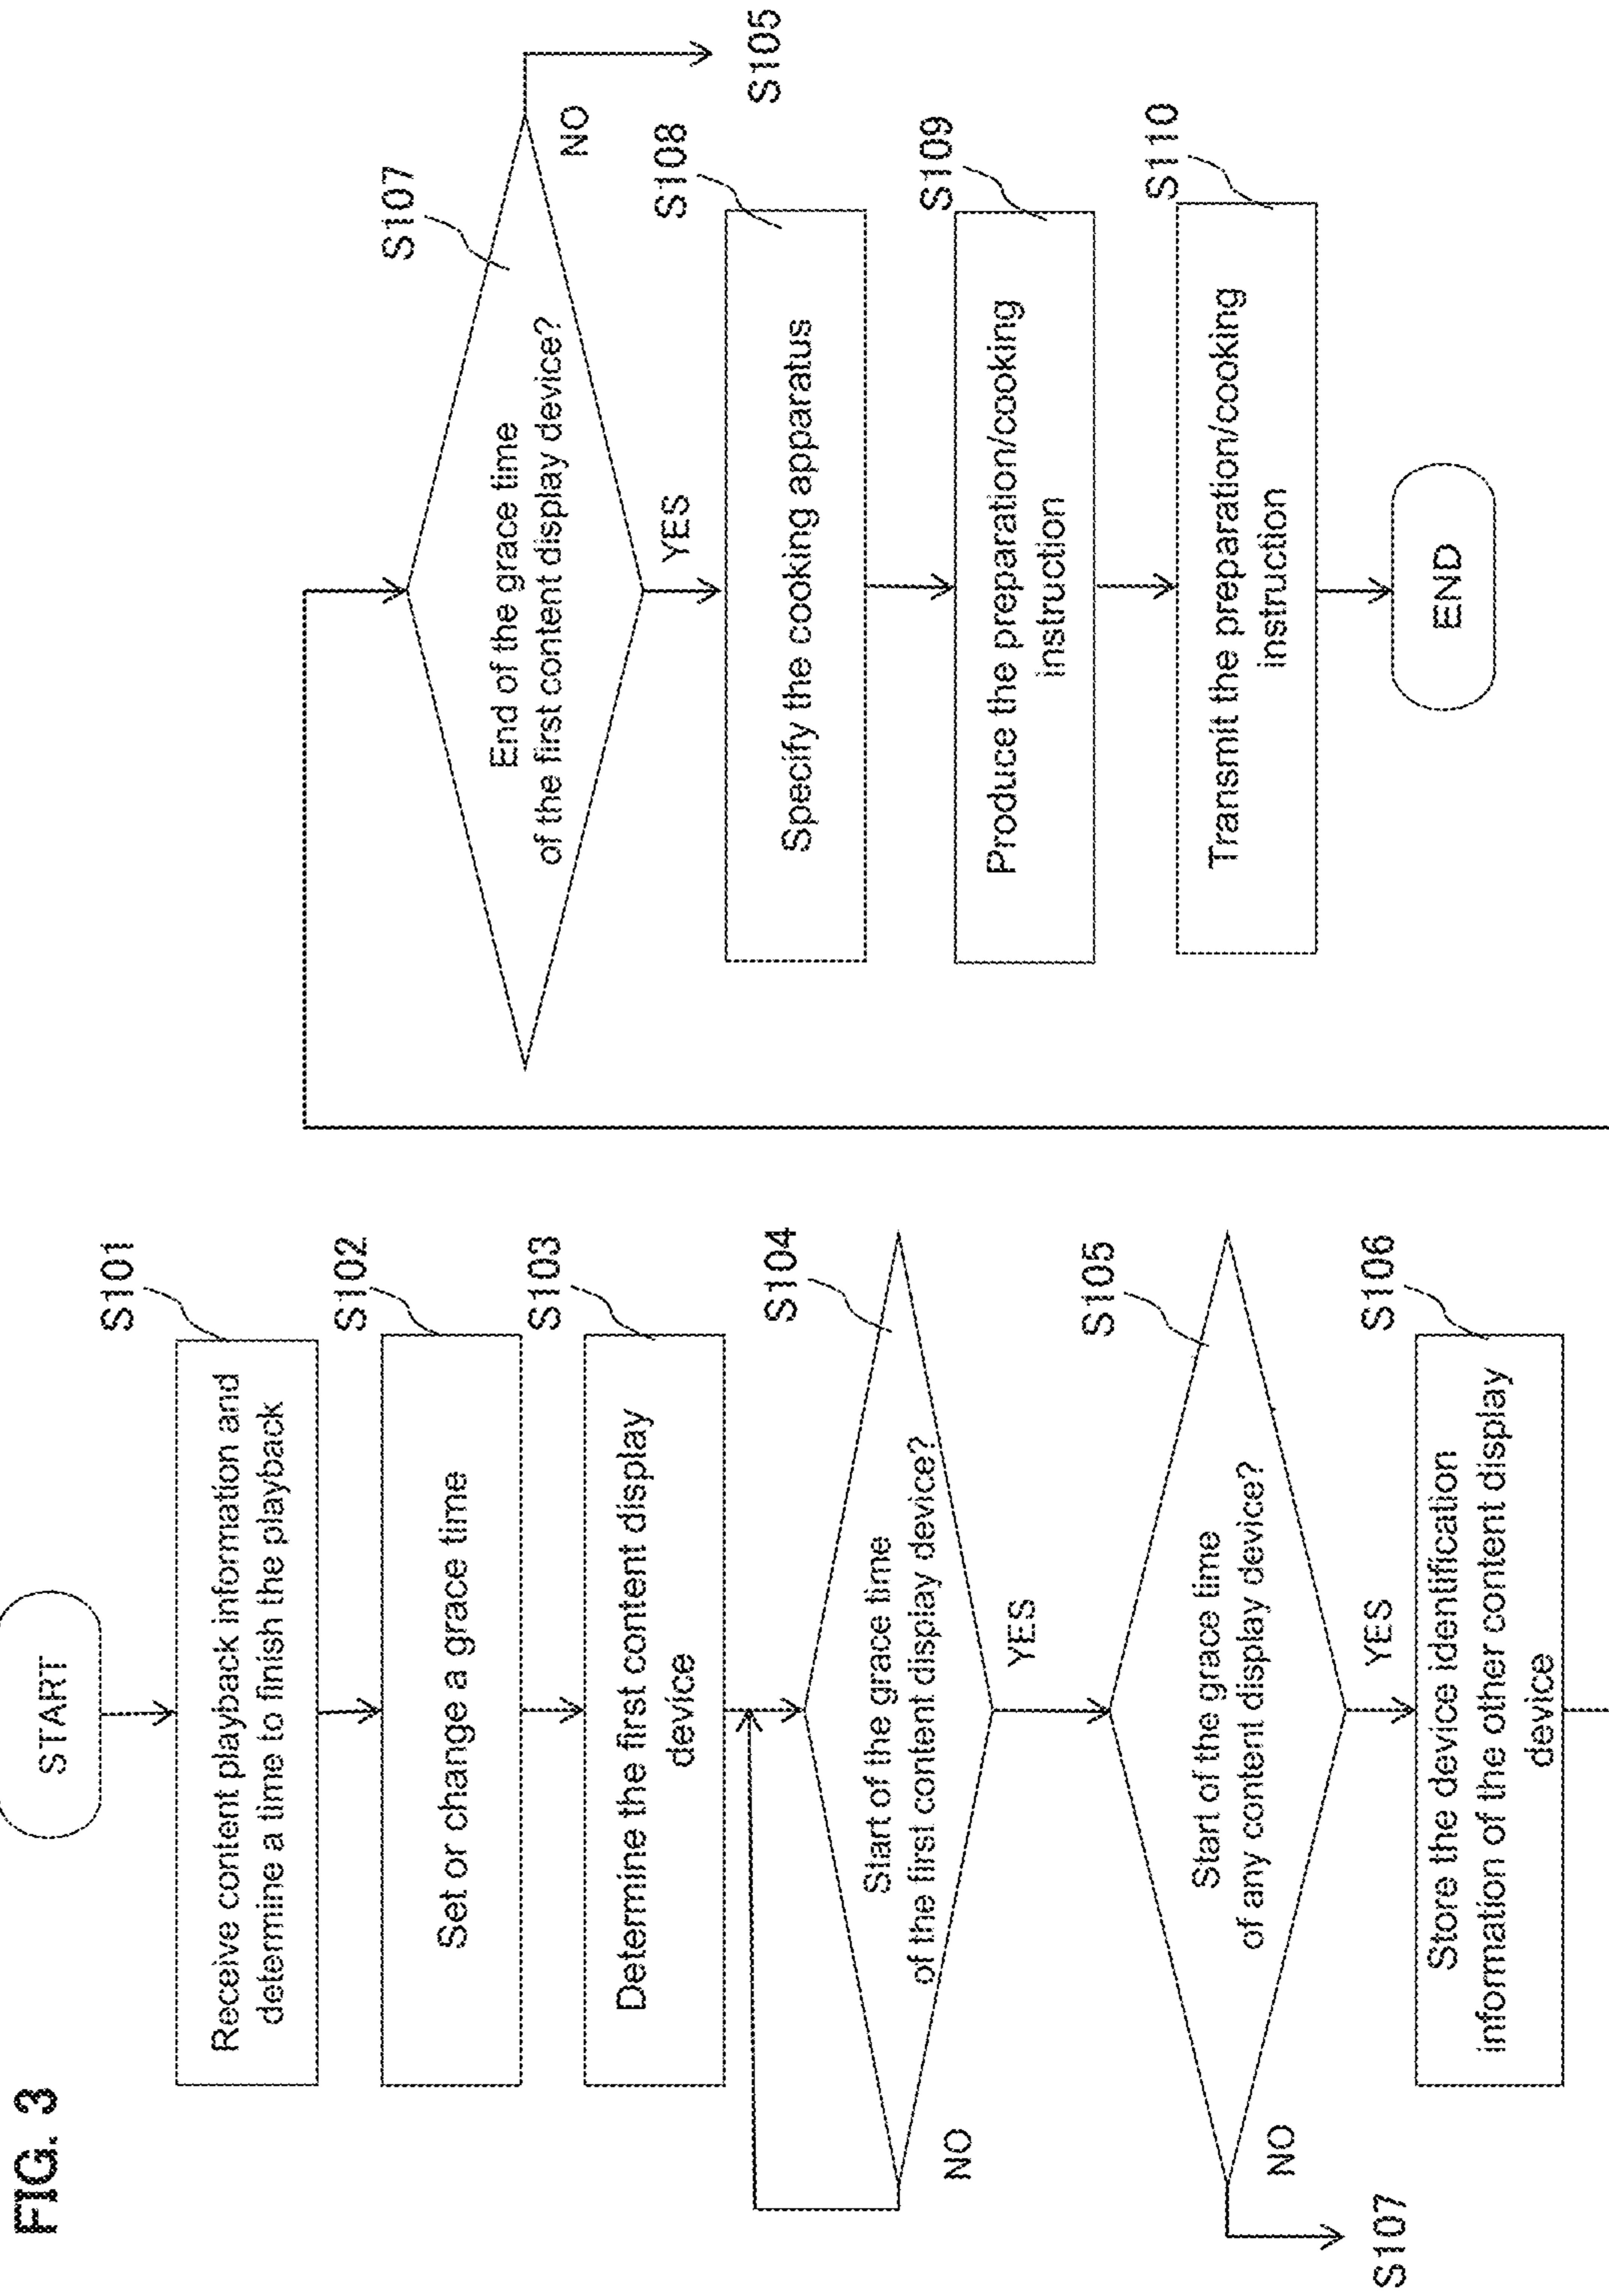 FIG. 3
START
S101
Receive content playback information and
determine a time to finish the playback
S102
Set or change a grace time
S103
Determine the first content display
device
S104
Start of the grace time
of the first content display device?
NO
YES
S105
Start of the grace time
of any content display device?
NO
S107
YES
S106
Store the device identification
information of the other content display
device
S107
End of the grace time
of the first content display device?
NO
S105
YES
S108
Specify the cooking apparatus
S109
Produce the preparation/cooking
instruction
S110
Transmit the preparation/cooking
instruction
END